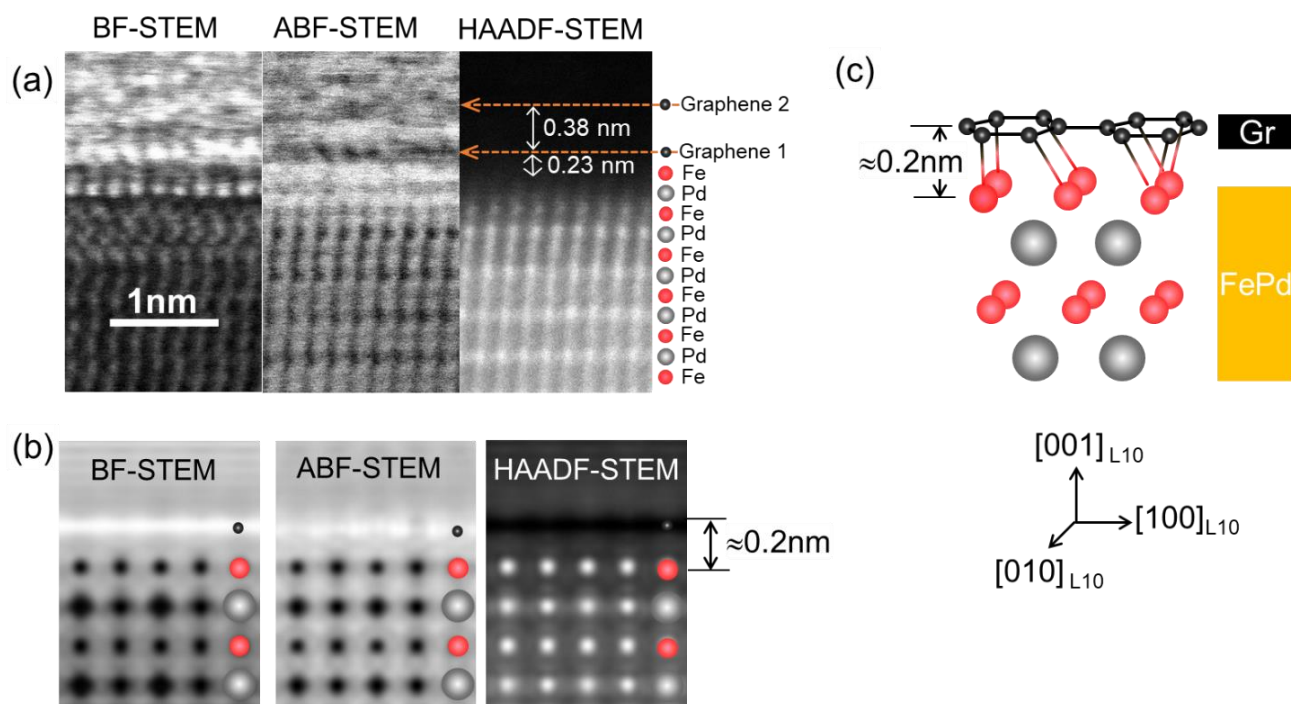 BF-STEM ABF-STEM HAADF-STEM
(a)
Graphene 2
0.38 nm
Graphene 1
0.23 nm
Fe
Pd
Fe
Pd
Fe
Pd
Fe
Pd
Fe
Pd
Fe
1nm
(b)
BF-STEM
ABF-STEM
HAADF-STEM
≈0.2nm
(c)
Gr
≈0.2nm
FePd
[001]L10
[100]L10
[010]L10